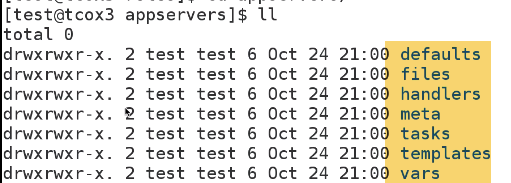 [test@tcox3 appservers]$ ll
total 0
drwxrwxr-x. 2 test test 6 Oct 24 21:00 defaults
drwxrwxr-x. 2 test test 6 Oct 24 21:00 files
drwxrwxr-x. 2 test test 6 Oct 24 21:00 handlers
drwxrwxr-x. 2 test test 6 Oct 24 21:00 meta
drwxrwxr-x. 2 test test 6 Oct 24 21:00 tasks
drwxrwxr-x. 2 test test 6 Oct 24 21:00 templates
drwxrwxr-x. 2 test test 6 Oct 24 21:00 vars